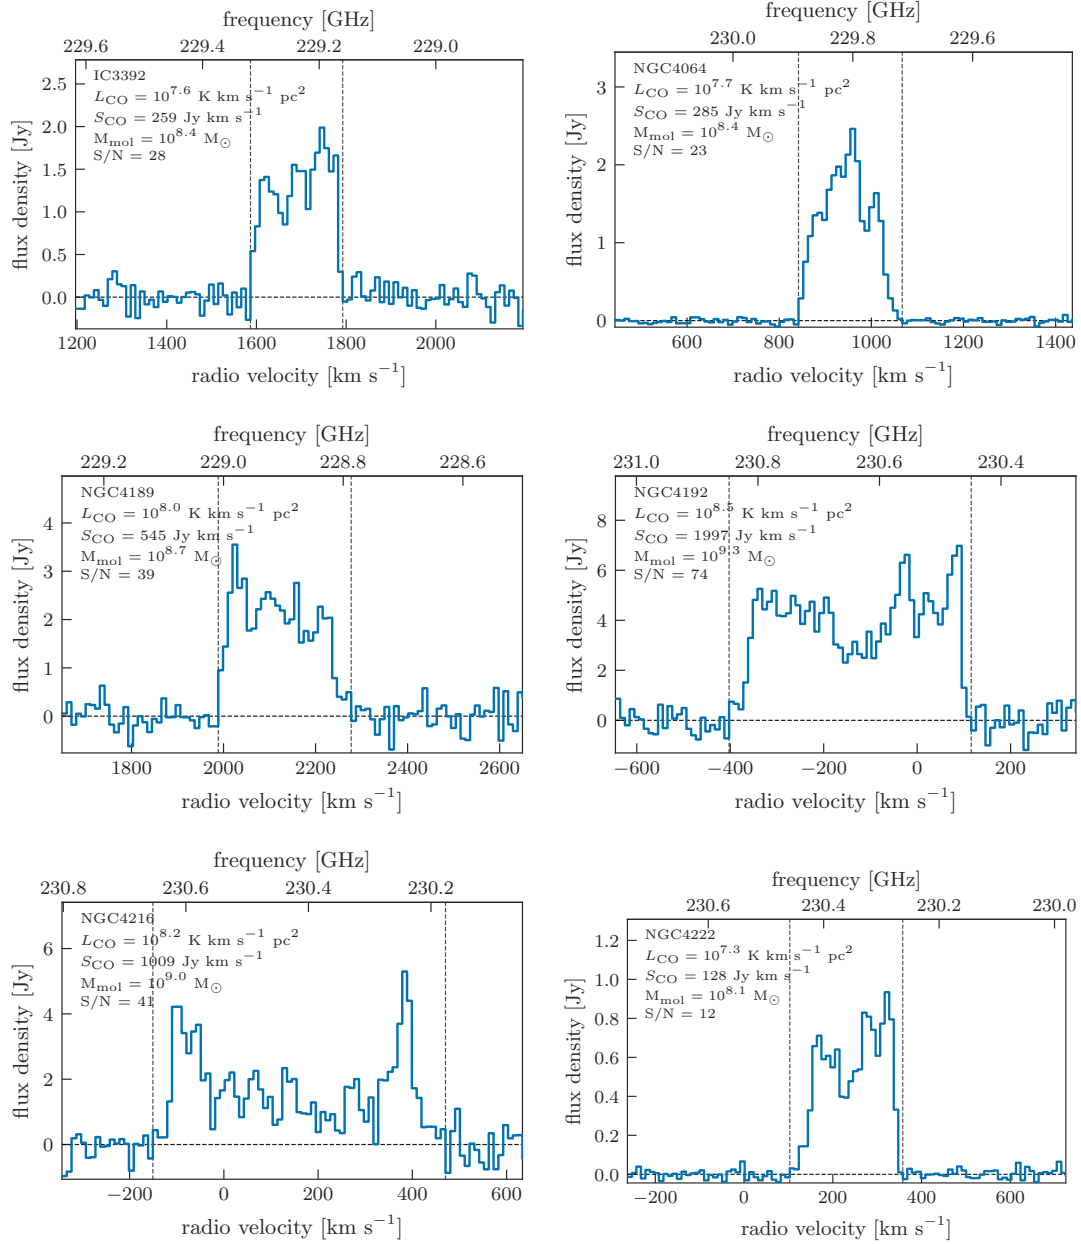 frequency [GHz]
229.6 229.4 229.2 229.0
IC3392
L_CO = 10^7.6 K km s^−1 pc^2
S_CO = 259 Jy km s^−1
M_mol = 10^8.4 M_⊙
S/N = 28
flux density [Jy]
2.5
2.0
1.5
1.0
0.5
0.0
1200 1400 1600 1800 2000
radio velocity [km s^−1]
frequency [GHz]
230.0 229.8 229.6
NGC4064
L_CO = 10^7.7 K km s^−1 pc^2
S_CO = 285 Jy km s^−1
M_mol = 10^8.4 M_⊙
S/N = 23
flux density [Jy]
3
2
1
0
600 800 1000 1200 1400
radio velocity [km s^−1]
frequency [GHz]
229.2 229.0 228.8 228.6
NGC4189
L_CO = 10^8.0 K km s^−1 pc^2
S_CO = 545 Jy km s^−1
M_mol = 10^8.7 M_⊙
S/N = 39
flux density [Jy]
4
3
2
1
0
1800 2000 2200 2400 2600
radio velocity [km s^−1]
frequency [GHz]
231.0 230.8 230.6 230.4
NGC4192
L_CO = 10^8.5 K km s^−1 pc^2
S_CO = 1997 Jy km s^−1
M_mol = 10^9.3 M_⊙
S/N = 74
flux density [Jy]
8
6
4
2
0
−600 −400 −200 0 200
radio velocity [km s^−1]
frequency [GHz]
230.8 230.6 230.4 230.2
NGC4216
L_CO = 10^8.2 K km s^−1 pc^2
S_CO = 1009 Jy km s^−1
M_mol = 10^9.0 M_⊙
S/N = 41
flux density [Jy]
6
4
2
0
−200 0 200 400 600
radio velocity [km s^−1]
frequency [GHz]
230.6 230.4 230.2 230.0
NGC4222
L_CO = 10^7.3 K km s^−1 pc^2
S_CO = 128 Jy km s^−1
M_mol = 10^8.1 M_⊙
S/N = 12
flux density [Jy]
1.2
1.0
0.8
0.6
0.4
0.2
0.0
−200 0 200 400 600
radio velocity [km s^−1]